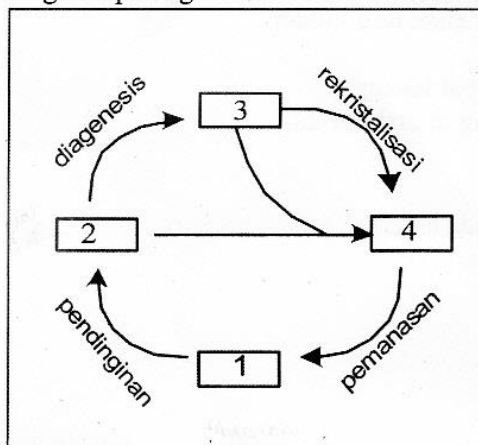 3
diagenesis
rekristalisasi
2
4
pendinginan
pemanasan
1